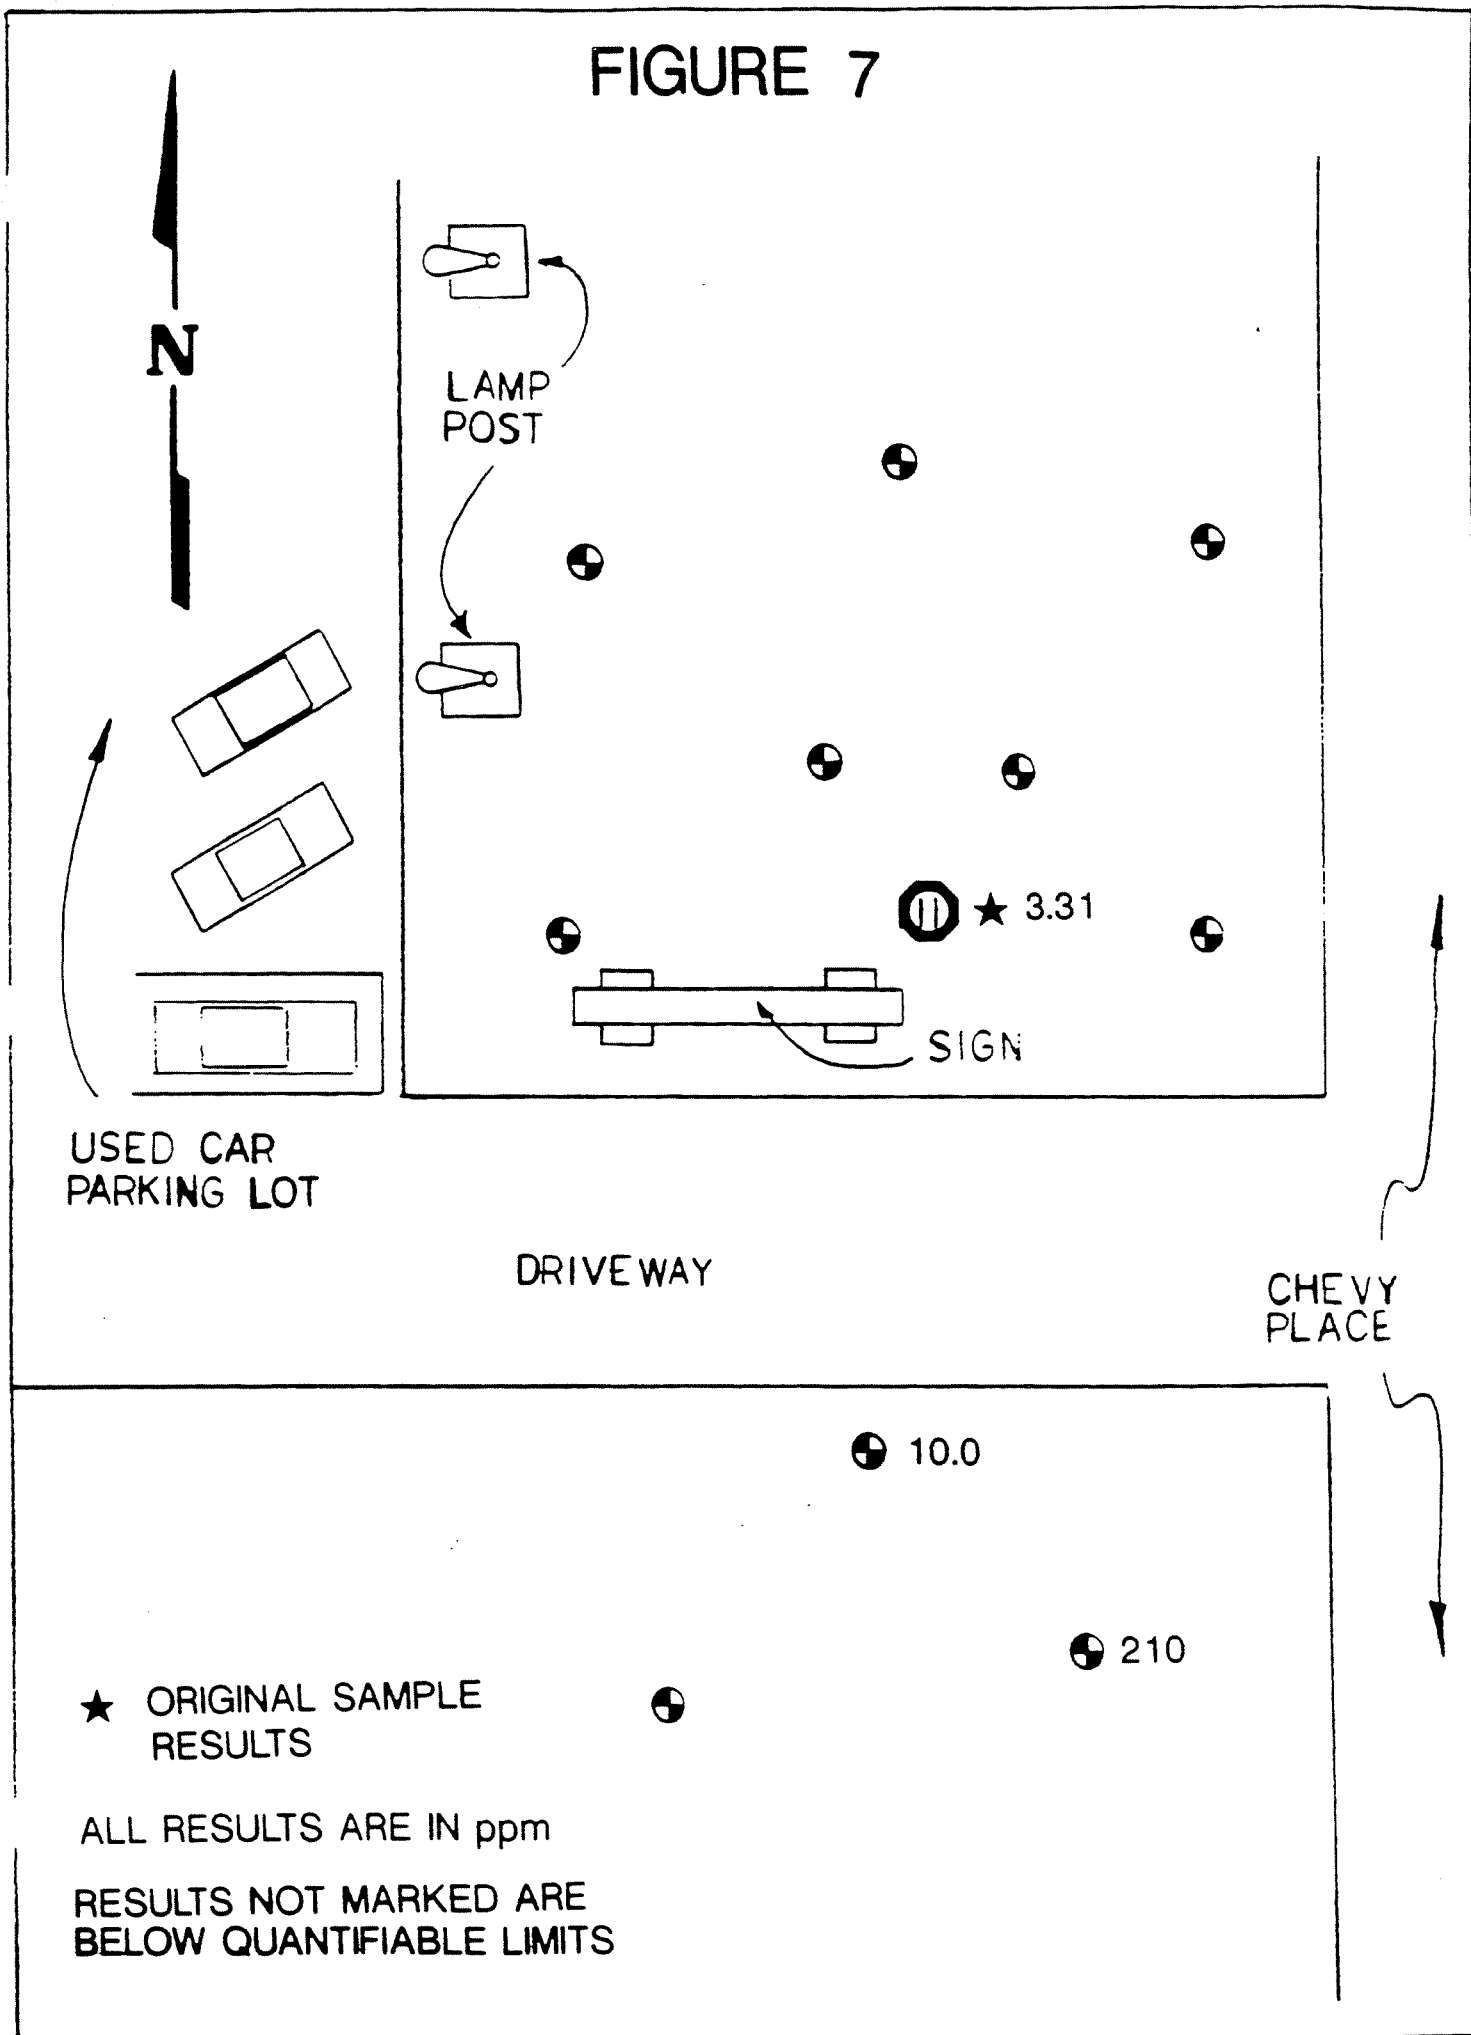 FIGURE 7
N
LAMP
POST
★ 3.31
SIGN
USED CAR
PARKING LOT
DRIVEWAY
CHEVY
PLACE
10.0
210
★ ORIGINAL SAMPLE
RESULTS
ALL RESULTS ARE IN ppm
RESULTS NOT MARKED ARE
BELOW QUANTIFIABLE LIMITS